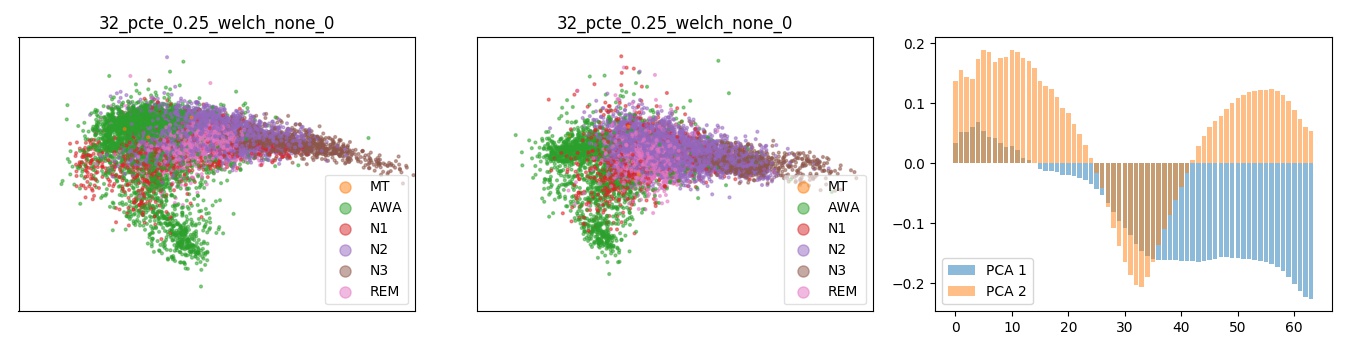 32_pcte_0.25_welch_none_0
MT
AWA
N1
N2
N3
REM
32_pcte_0.25_welch_none_0
MT
AWA
N1
N2
N3
REM
0.2
0.1
0.0
−0.1
−0.2
PCA 1
PCA 2
0 10 20 30 40 50 60